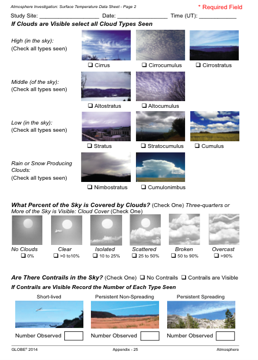 Atmosphere Investigation: Surface Temperature Data Sheet - Page 2
* Required Field
Study Site: ____________ Date: ________________ Time (UT): ____________
If Clouds are Visible select all Cloud Types Seen
High (in the sky):
(Check all types seen)
❑ Cirrus ❑ Cirrocumulus ❑ Cirrostratus
Middle (of the sky):
(Check all types seen)
❑ Altostratus ❑ Altocumulus
Low (in the sky):
(Check all types seen)
❑ Stratus ❑ Stratocumulus ❑ Cumulus
Rain or Snow Producing
Clouds:
(Check all types seen)
❑ Nimbostratus ❑ Cumulonimbus
What Percent of the Sky is Covered by Clouds? (Check One) Three-quarters or
More of the Sky is Visible: Cloud Cover (Check One)
No Clouds Clear Isolated Scattered Broken Overcast
❑ 0% ❑ >0 to10% ❑ 10 to 25% ❑ 25 to 50% ❑ 50 to 90% ❑ >90%
Are There Contrails in the Sky? (Check One) ❑ No Contrails ❑ Contrails are Visible
If Contrails are Visible Record the Number of Each Type Seen
Short-lived Persistent Non-Spreading Persistent Spreading
Number Observed Number Observed Number Observed
GLOBE® 2014 Appendix - 25 Atmosphere